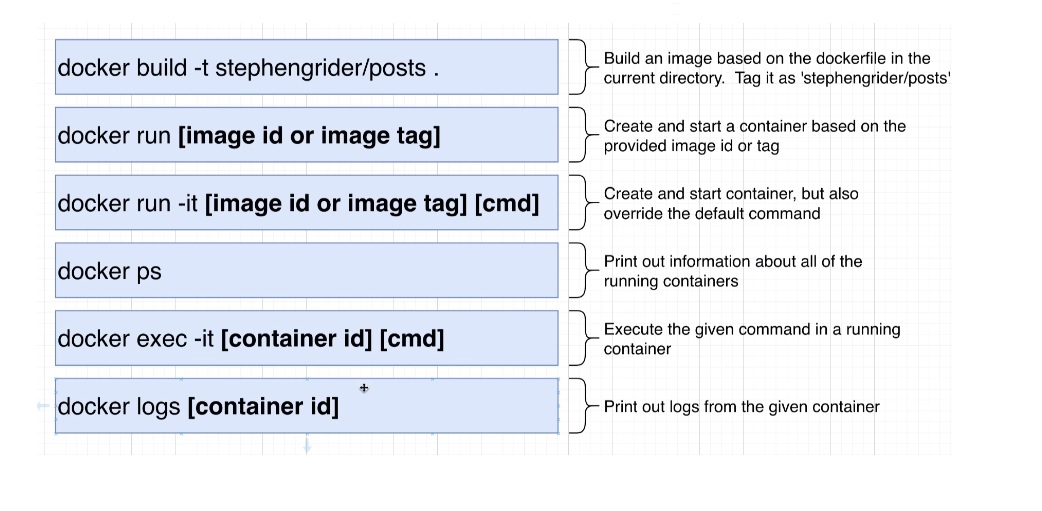 docker build -t stephengrider/posts .
Build an image based on the dockerfile in the
current directory.  Tag it as 'stephengrider/posts'
docker run [image id or image tag]
Create and start a container based on the
provided image id or tag
docker run -it [image id or image tag] [cmd]
Create and start container, but also
override the default command
docker ps
Print out information about all of the
running containers
docker exec -it [container id] [cmd]
Execute the given command in a running
container
docker logs [container id]
Print out logs from the given container